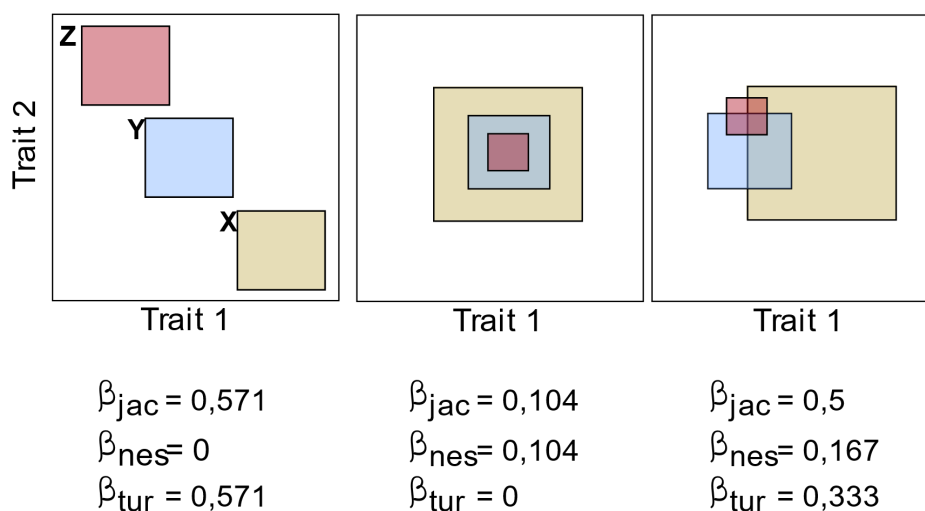 Z
Y
X
Trait 2
Trait 1
Trait 1
Trait 1
βjac = 0,571
βnes= 0
βtur = 0,571
βjac = 0,104
βnes= 0,104
βtur = 0
βjac = 0,5
βnes= 0,167
βtur = 0,333